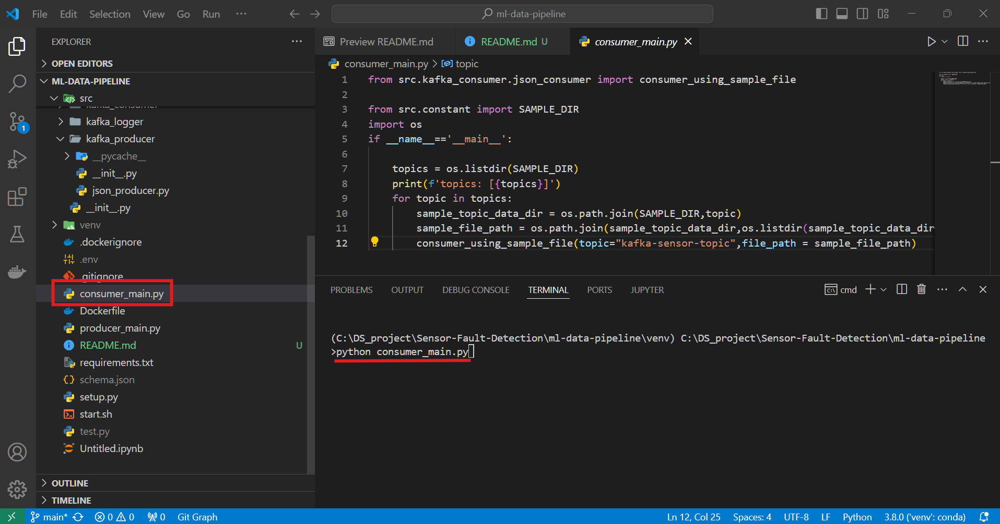 File Edit Selection View Go Run ··· ← → ml-data-pipeline
EXPLORER ···
OPEN EDITORS
ML-DATA-PIPELINE
src
kafka_consumer
kafka_logger
kafka_producer
__pycache__
__init__.py
json_producer.py
__init__.py
venv
.dockerignore
.env
.gitignore
consumer_main.py
Dockerfile
producer_main.py
README.md U
requirements.txt
schema.json
setup.py
start.sh
test.py
Untitled.ipynb
OUTLINE
TIMELINE
1
Preview README.md README.md U consumer_main.py
consumer_main.py > topic
1 from src.kafka_consumer.json_consumer import consumer_using_sample_file
2
3 from src.constant import SAMPLE_DIR
4 import os
5 if __name__=='__main__':
6
7 topics = os.listdir(SAMPLE_DIR)
8 print(f'topics: [{topics}]')
9 for topic in topics:
10 sample_topic_data_dir = os.path.join(SAMPLE_DIR,topic)
11 sample_file_path = os.path.join(sample_topic_data_dir,os.listdir(sample_topic_data_dir
12 consumer_using_sample_file(topic="kafka-sensor-topic",file_path = sample_file_path)
PROBLEMS OUTPUT DEBUG CONSOLE TERMINAL PORTS JUPYTER cmd
(C:\DS_project\Sensor-Fault-Detection\ml-data-pipeline\venv) C:\DS_project\Sensor-Fault-Detection\ml-data-pipeline
>python consumer_main.py
main* 0 0 0 Git Graph Ln 12, Col 25 Spaces: 4 UTF-8 LF Python 3.8.0 ('venv': conda)